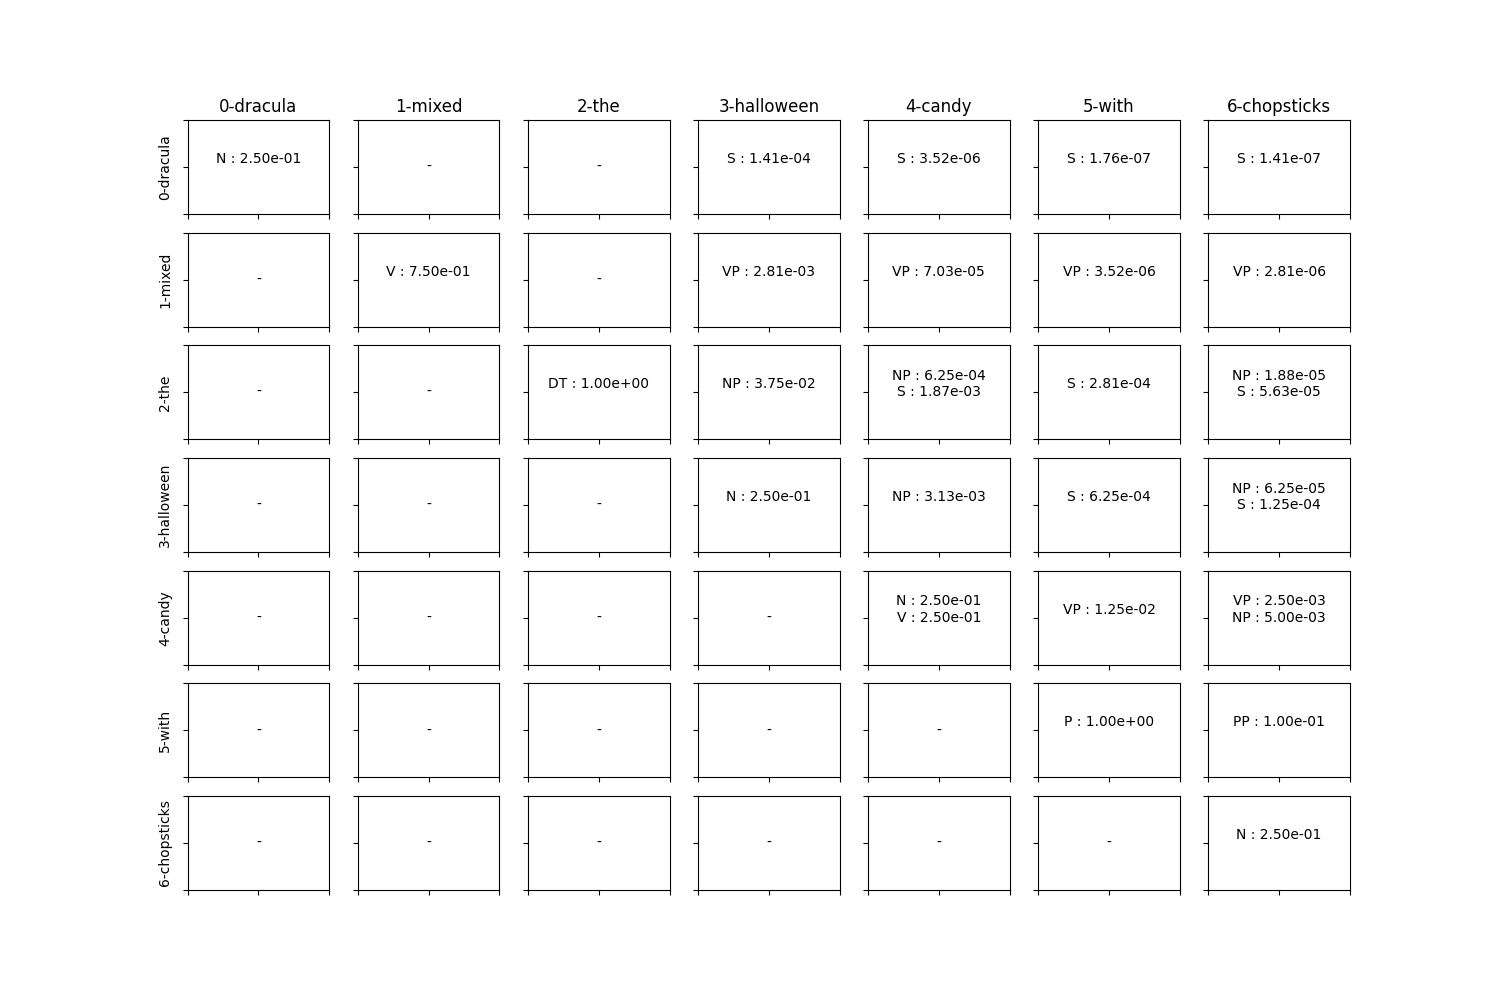 0-dracula 1-mixed 2-the 3-halloween 4-candy 5-with 6-chopsticks
0-dracula N : 2.50e-01 - - S : 1.41e-04 S : 3.52e-06 S : 1.76e-07 S : 1.41e-07
1-mixed - V : 7.50e-01 - VP : 2.81e-03 VP : 7.03e-05 VP : 3.52e-06 VP : 2.81e-06
2-the - - DT : 1.00e+00 NP : 3.75e-02 NP : 6.25e-04 S : 2.81e-04 NP : 1.88e-05
S : 1.87e-03 S : 5.63e-05
3-halloween - - - N : 2.50e-01 NP : 3.13e-03 S : 6.25e-04 NP : 6.25e-05
S : 1.25e-04
4-candy - - - - N : 2.50e-01 VP : 1.25e-02 VP : 2.50e-03
V : 2.50e-01 NP : 5.00e-03
5-with - - - - - P : 1.00e+00 PP : 1.00e-01
6-chopsticks - - - - - - N : 2.50e-01